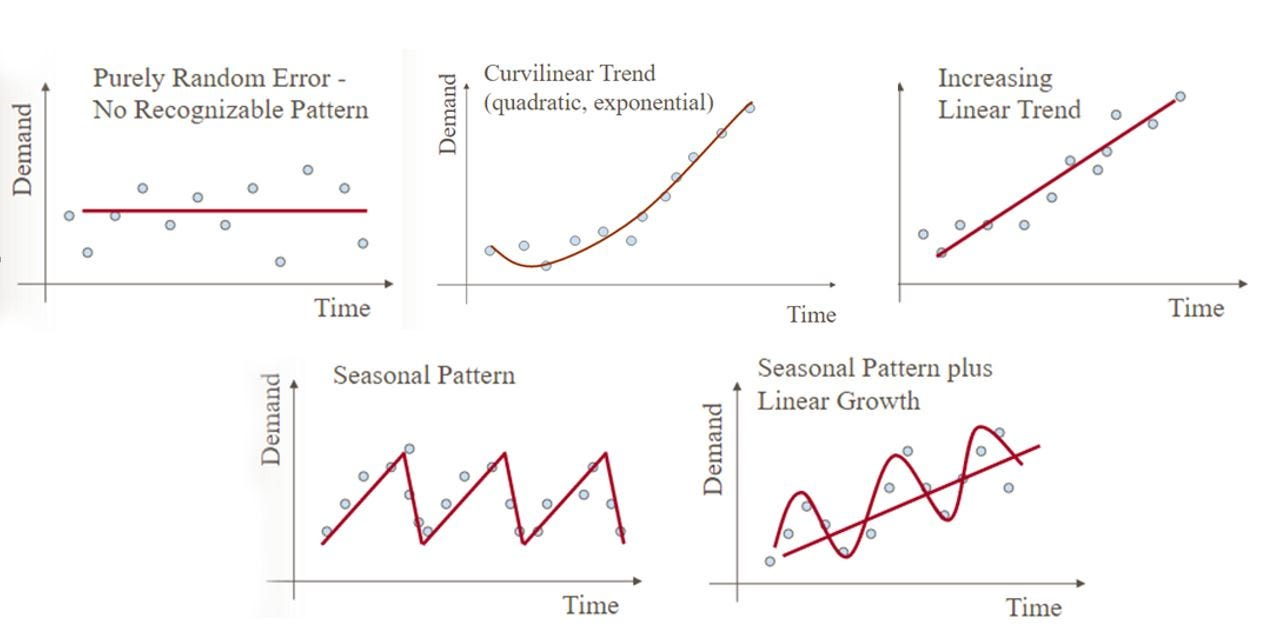 Purely Random Error -
No Recognizable Pattern
Demand
Time
Curvilinear Trend
(quadratic, exponential)
Demand
Time
Increasing
Linear Trend
Time
Seasonal Pattern
Demand
Time
Seasonal Pattern plus
Linear Growth
Demand
Time